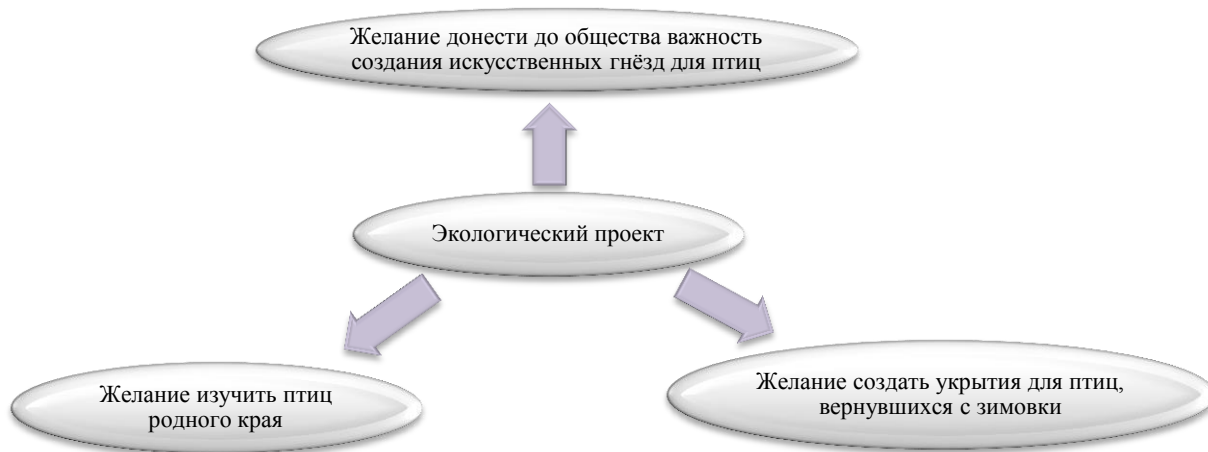 Желание донести до общества важность
создания искусственных гнёзд для птиц
Экологический проект
Желание изучить птиц
родного края
Желание создать укрытия для птиц,
вернувшихся с зимовки